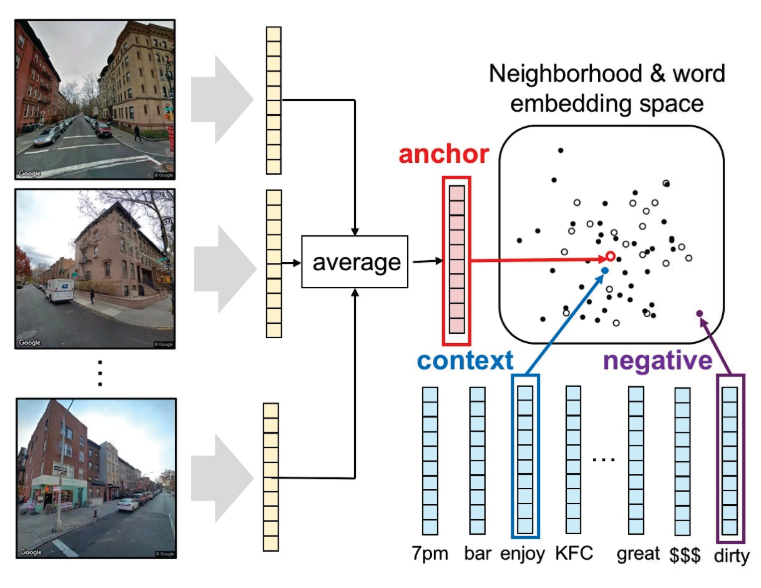 Neighborhood & word
embedding space
anchor
average
context
negative
7pm bar enjoy KFC ... great $$$ dirty
Google
© Google
Google
© Google
Google
© Google